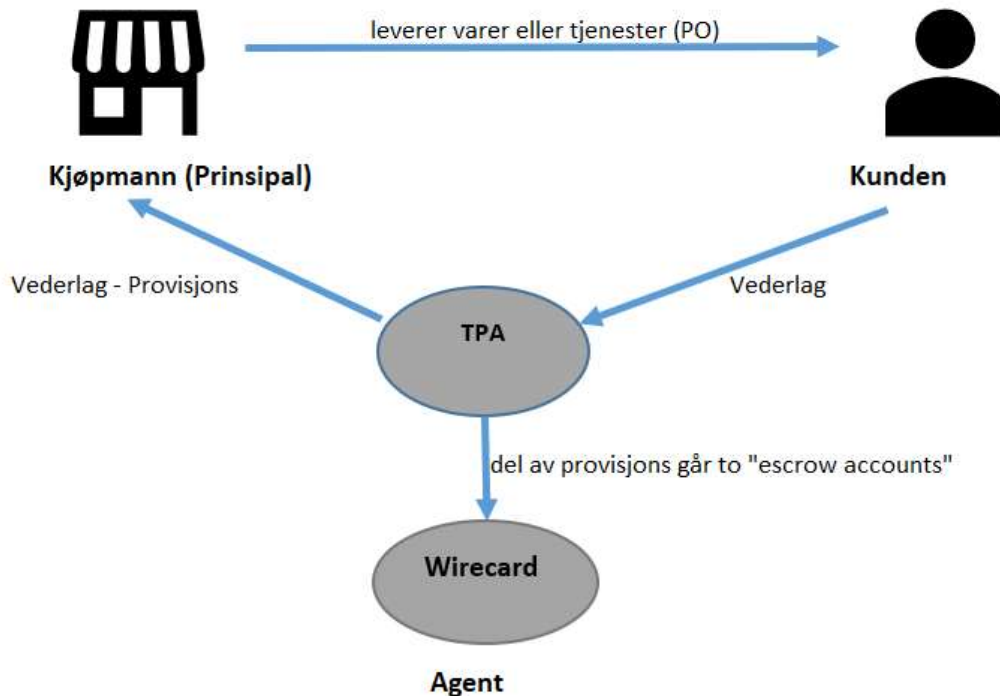 leverer varer eller tjenester (PO)
Kjøpmann (Prinsipal)
Kunden
Vederlag - Provisjons
Vederlag
TPA
del av provisjons går to "escrow accounts"
Wirecard
Agent